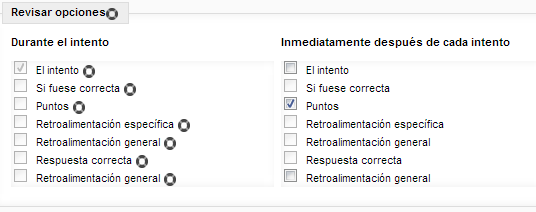 Revisar opciones
Durante el intento
El intento
Si fuese correcta
Puntos
Retroalimentación específica
Retroalimentación general
Respuesta correcta
Retroalimentación general
Inmediatamente después de cada intento
El intento
Si fuese correcta
Puntos
Retroalimentación específica
Retroalimentación general
Respuesta correcta
Retroalimentación general